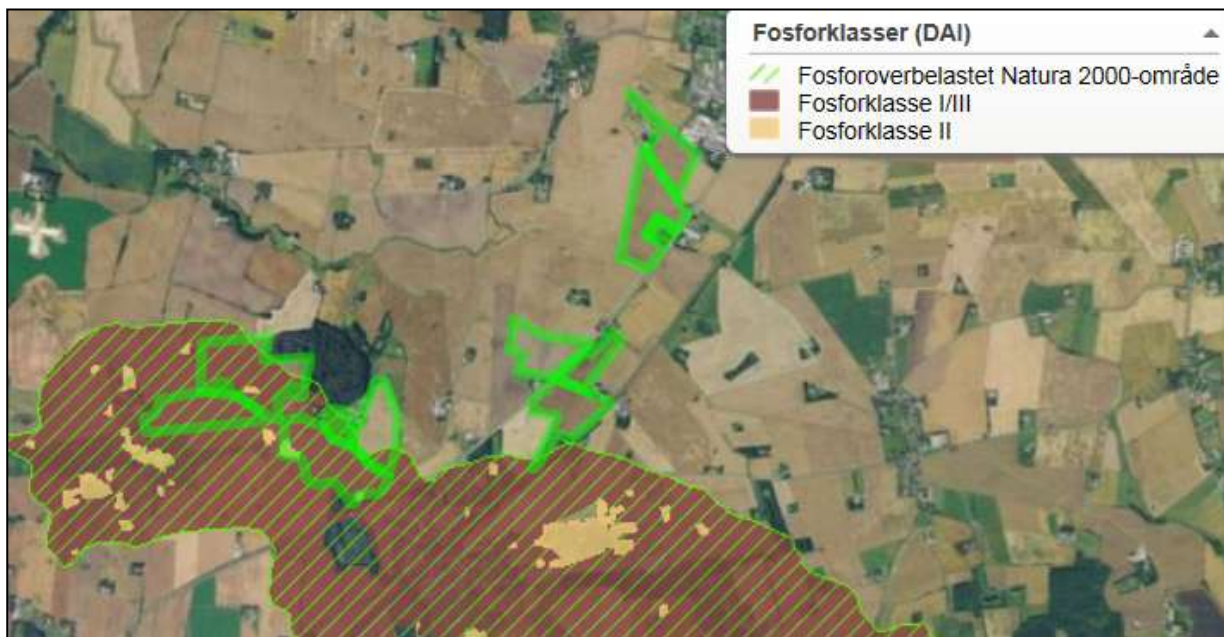 Fosforklasser (DAI)
Fosforoverbelastet Natura 2000-område
Fosforklasse I/III
Fosforklasse II